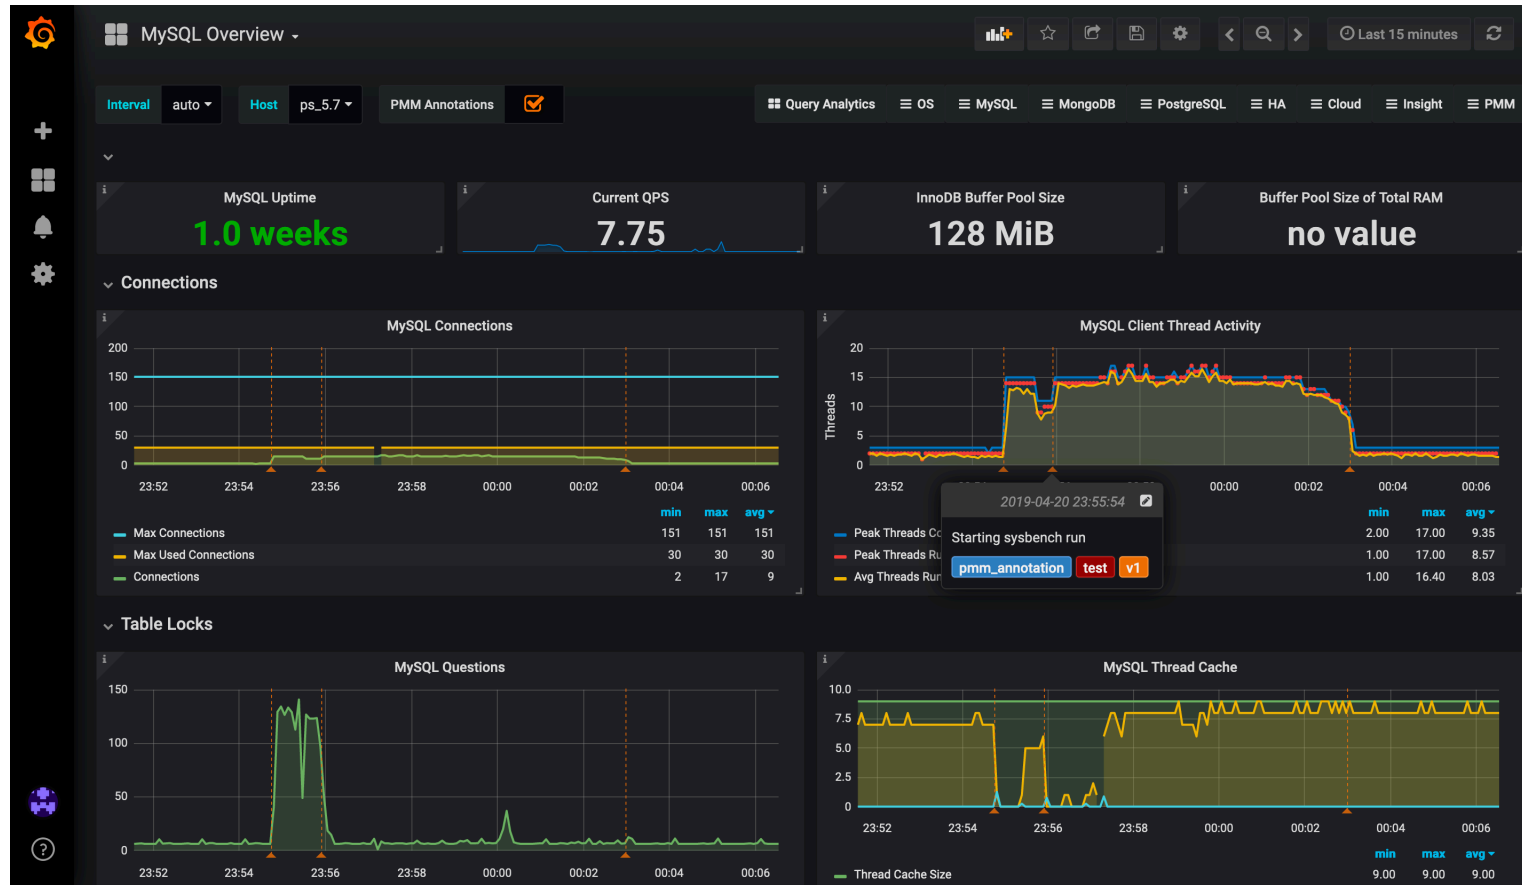 MySQL Overview
Last 15 minutes
Interval auto Host ps_5.7 PMM Annotations
Query Analytics OS MySQL MongoDB PostgreSQL HA Cloud Insight PMM
MySQL Uptime
1.0 weeks
Current QPS
7.75
InnoDB Buffer Pool Size
128 MiB
Buffer Pool Size of Total RAM
no value
Connections
MySQL Connections
200
150
100
50
0
23:52 23:54 23:56 23:58 00:00 00:02 00:04 00:06
min max avg
Max Connections 151 151 151
Max Used Connections 30 30 30
Connections 2 17 9
MySQL Client Thread Activity
Threads
20
15
10
5
0
23:52 00:00 00:02 00:04 00:06
min max avg
Peak Threads 2.00 17.00 9.35
Peak Threads 1.00 17.00 8.57
Avg Threads 1.00 16.40 8.03
2019-04-20 23:55:54
Starting sysbench run
pmm_annotation test v1
Table Locks
MySQL Questions
150
100
50
0
23:52 23:54 23:56 23:58 00:00 00:02 00:04 00:06
MySQL Thread Cache
10.0
7.5
5.0
2.5
0
23:52 23:54 23:56 23:58 00:00 00:02 00:04 00:06
min max avg
Thread Cache Size 9.00 9.00 9.00